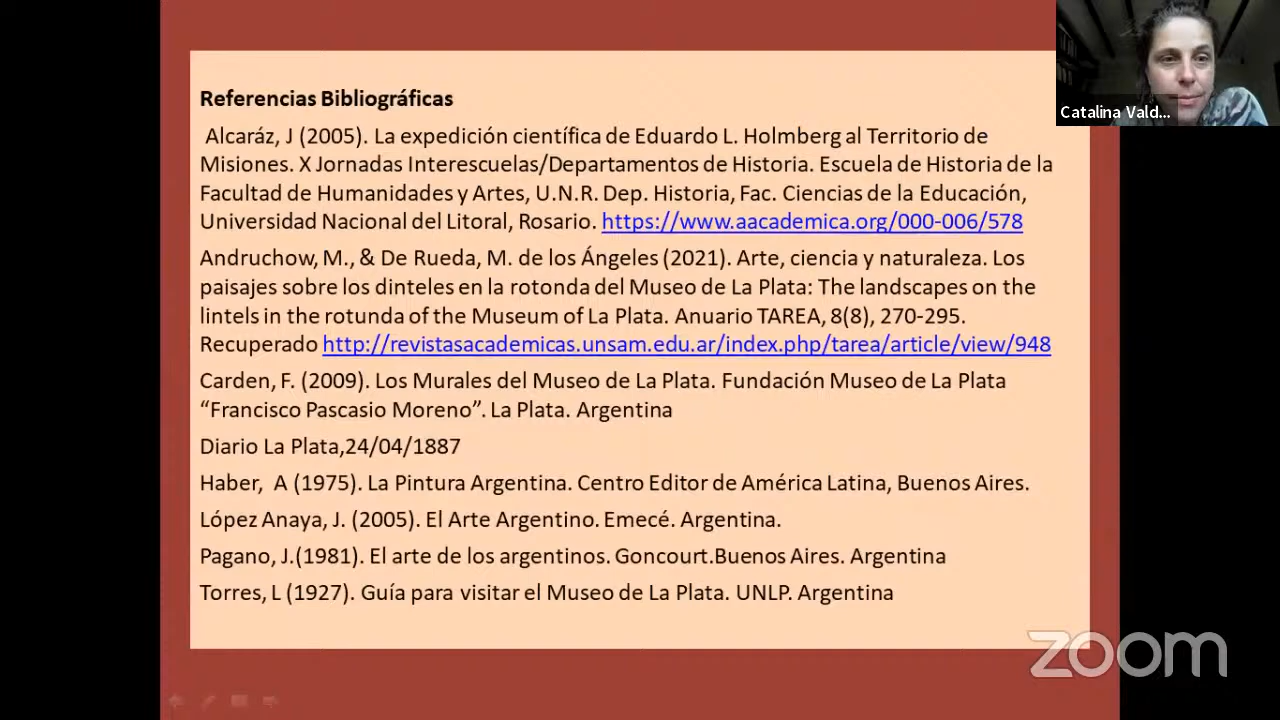 Referencias Bibliográficas
Alcaráz, J (2005). La expedición científica de Eduardo L. Holmberg al Territorio de
Misiones. X Jornadas Interescuelas/Departamentos de Historia. Escuela de Historia de la
Facultad de Humanidades y Artes, U.N.R. Dep. Historia, Fac. Ciencias de la Educación,
Universidad Nacional del Litoral, Rosario. https://www.aacademica.org/000-006/578
Andruchow, M., & De Rueda, M. de los Ángeles (2021). Arte, ciencia y naturaleza. Los
paisajes sobre los dinteles en la rotonda del Museo de La Plata: The landscapes on the
lintels in the rotunda of the Museum of La Plata. Anuario TAREA, 8(8), 270-295.
Recuperado http://revistasacademicas.unsam.edu.ar/index.php/tarea/article/view/948
Carden, F. (2009). Los Murales del Museo de La Plata. Fundación Museo de La Plata
“Francisco Pascasio Moreno”. La Plata. Argentina
Diario La Plata,24/04/1887
Haber, A (1975). La Pintura Argentina. Centro Editor de América Latina, Buenos Aires.
López Anaya, J. (2005). El Arte Argentino. Emecé. Argentina.
Pagano, J.(1981). El arte de los argentinos. Goncourt.Buenos Aires. Argentina
Torres, L (1927). Guía para visitar el Museo de La Plata. UNLP. Argentina
Catalina Vald...
zoom